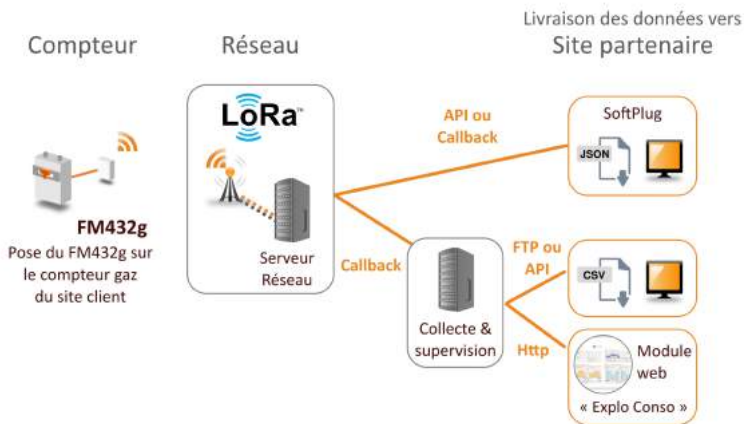 Livraison des données vers
Compteur
Réseau
Site partenaire
LoRa™
API ou
Callback
SoftPlug
JSON
FM432g
Pose du FM432g sur
le compteur gaz
du site client
Serveur
Réseau
Callback
Collecte &
supervision
FTP ou
API
CSV
Http
Module
web
« Explo Conso »